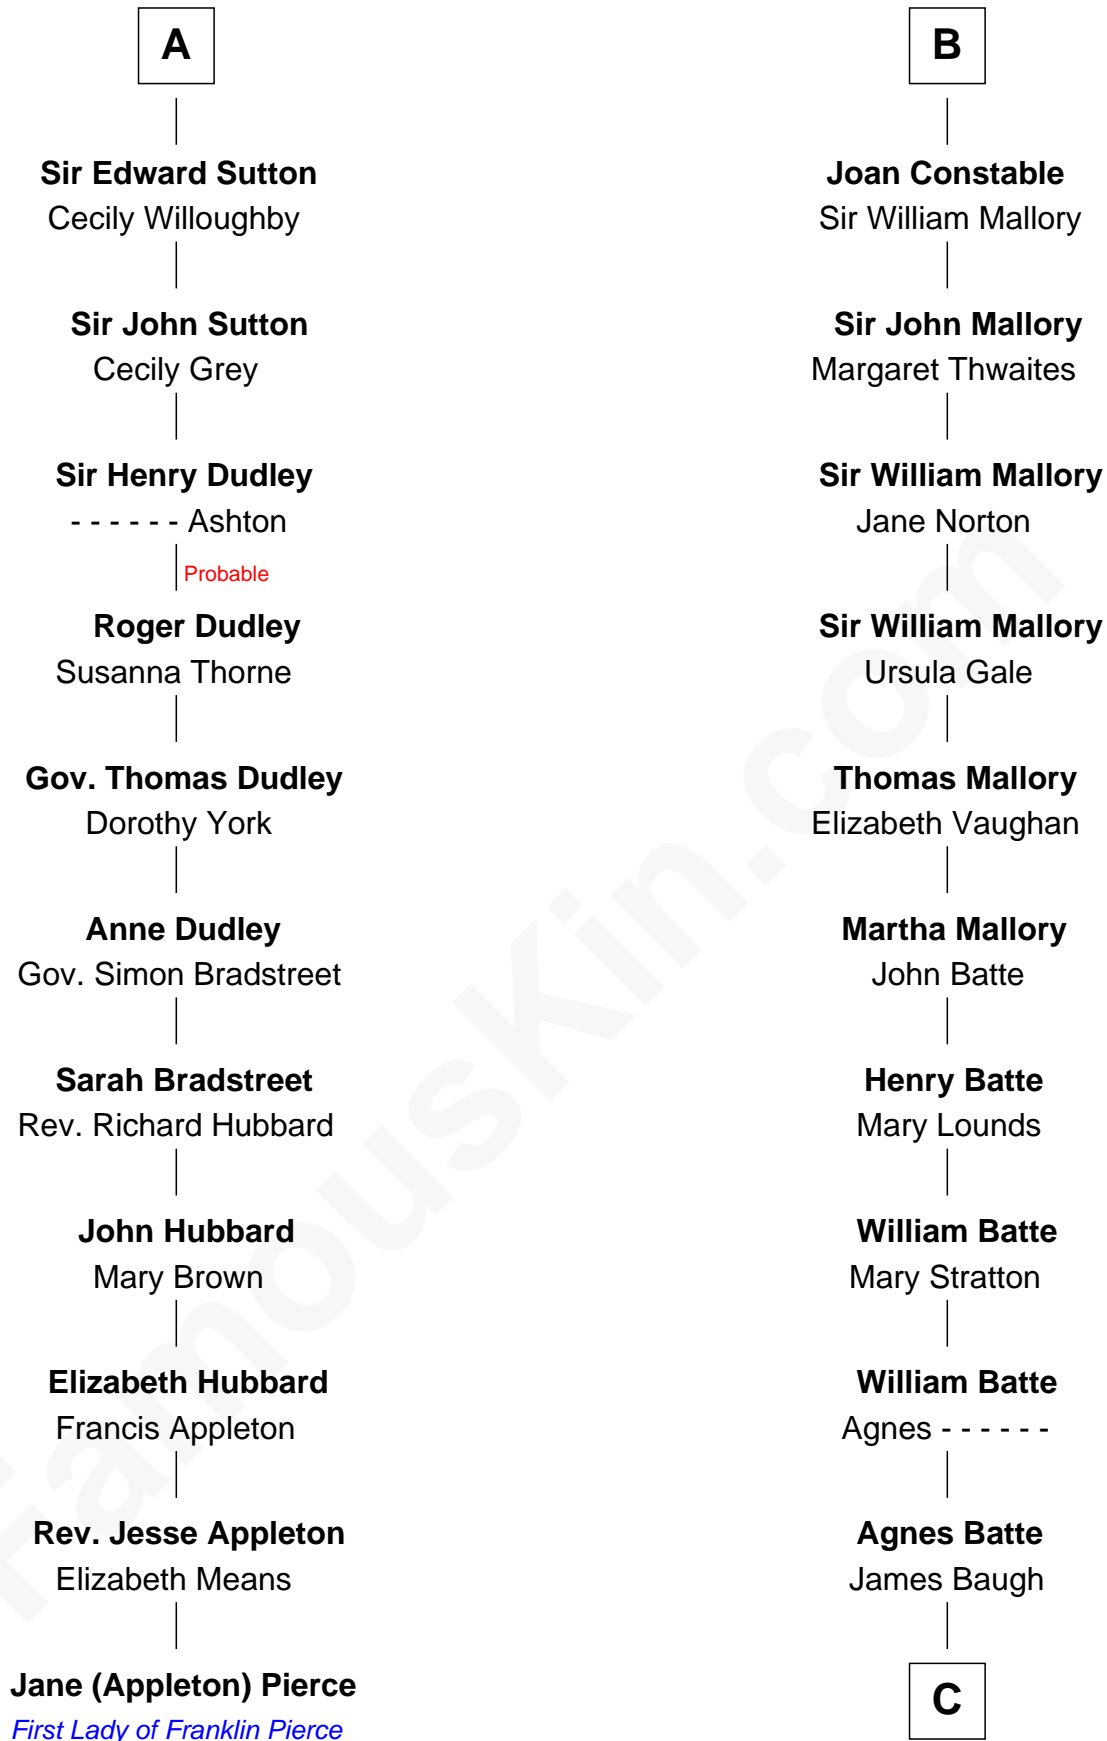 A
Sir Edward Sutton
Cecily Willoughby
Sir John Sutton
Cecily Grey
Sir Henry Dudley
- - - - - - Ashton
Probable
Roger Dudley
Susanna Thorne
Gov. Thomas Dudley
Dorothy York
Anne Dudley
Gov. Simon Bradstreet
Sarah Bradstreet
Rev. Richard Hubbard
John Hubbard
Mary Brown
Elizabeth Hubbard
Francis Appleton
Rev. Jesse Appleton
Elizabeth Means
Jane (Appleton) Pierce
First Lady of Franklin Pierce
B
Joan Constable
Sir William Mallory
Sir John Mallory
Margaret Thwaites
Sir William Mallory
Jane Norton
Sir William Mallory
Ursula Gale
Thomas Mallory
Elizabeth Vaughan
Martha Mallory
John Batte
Henry Batte
Mary Lounds
William Batte
Mary Stratton
William Batte
Agnes - - - - - -
Agnes Batte
James Baugh
C
FamousKin.com